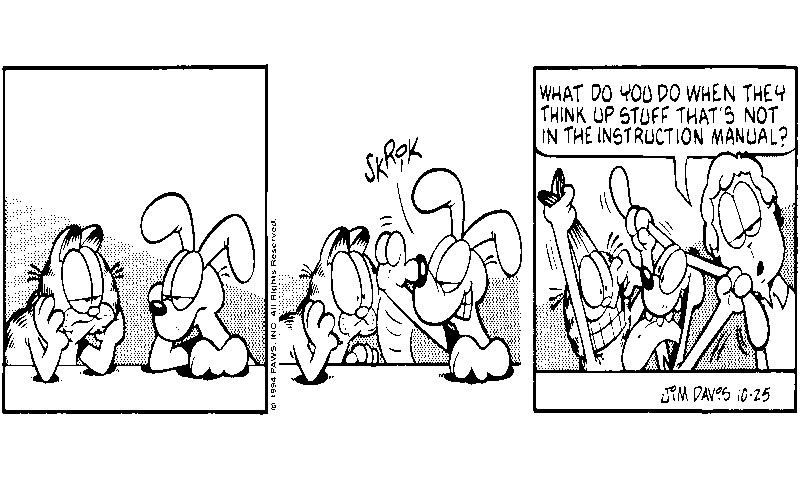 © 1994 PAWS, INC. All Rights Reserved.
SKROIK
WHAT DO YOU DO WHEN THEY
THINK UP STUFF THAT'S NOT
IN THE INSTRUCTION MANUAL?
JIM DAVIS 10-25